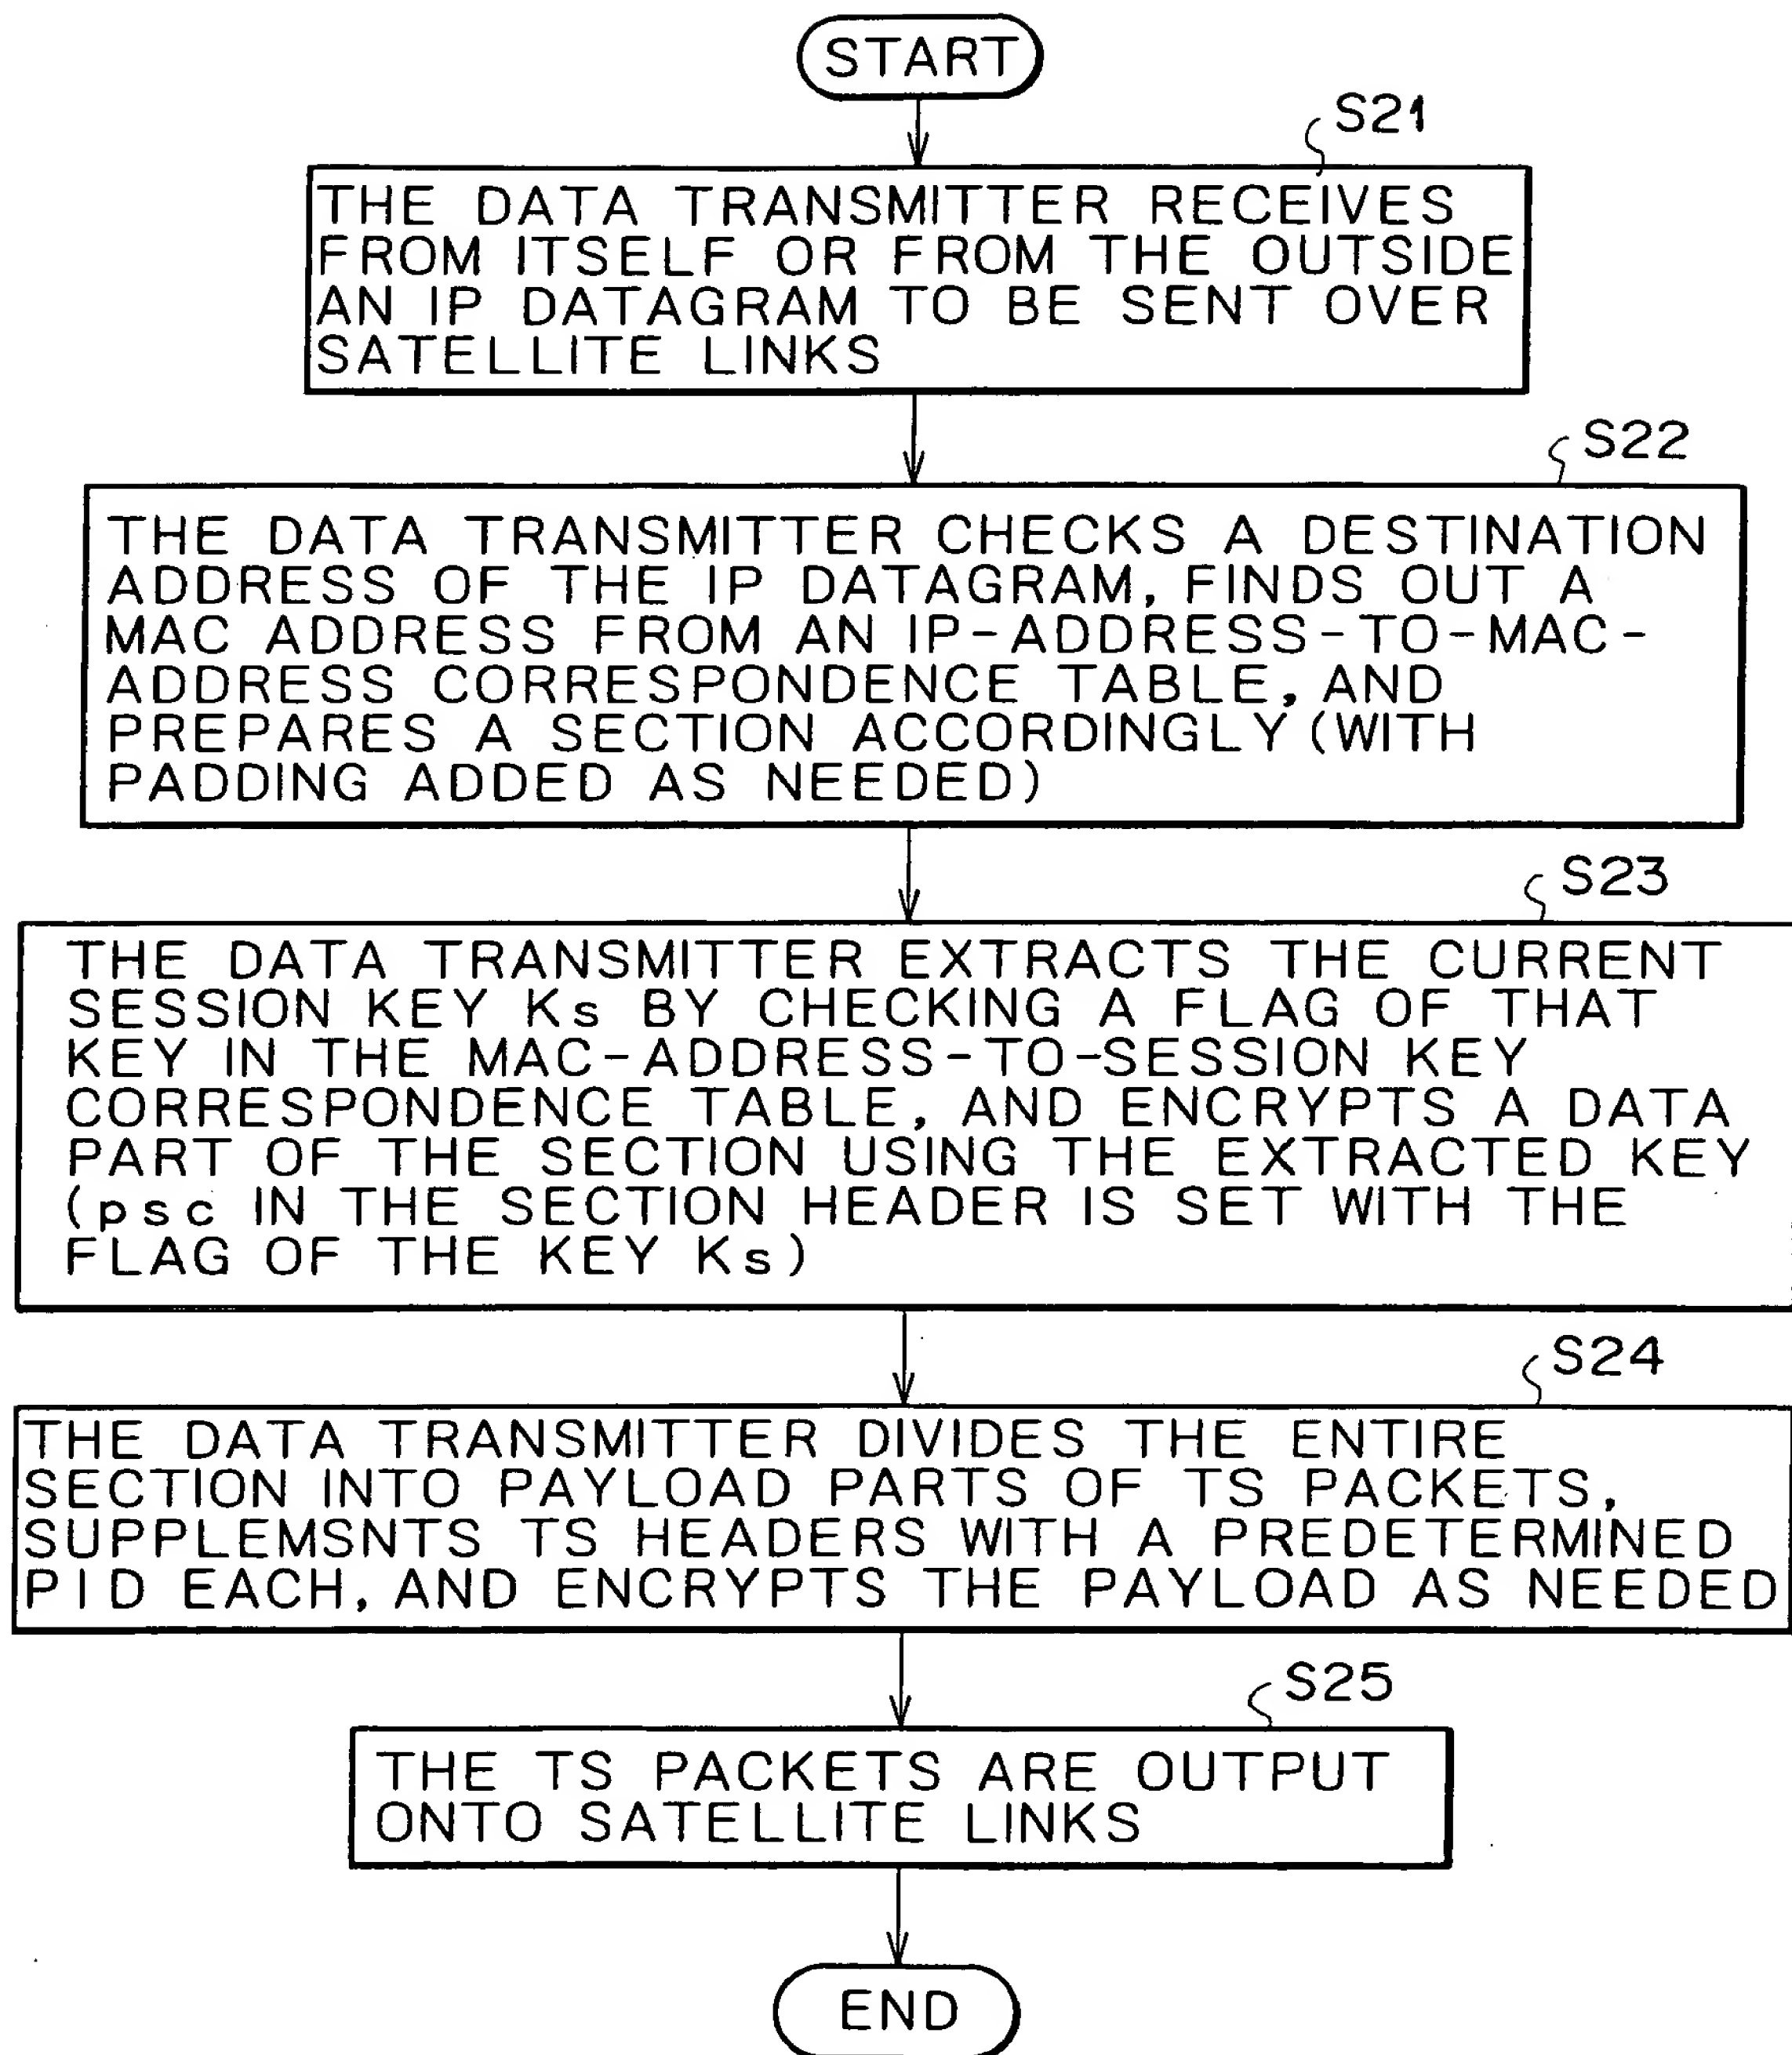 START
S21
THE DATA TRANSMITTER RECEIVES
FROM ITSELF OR FROM THE OUTSIDE
AN IP DATAGRAM TO BE SENT OVER
SATELLITE LINKS
S22
THE DATA TRANSMITTER CHECKS A DESTINATION
ADDRESS OF THE IP DATAGRAM, FINDS OUT A
MAC ADDRESS FROM AN IP-ADDRESS-TO-MAC-
ADDRESS CORRESPONDENCE TABLE, AND
PREPARES A SECTION ACCORDINGLY (WITH
PADDING ADDED AS NEEDED)
S23
THE DATA TRANSMITTER EXTRACTS THE CURRENT
SESSION KEY Ks BY CHECKING A FLAG OF THAT
KEY IN THE MAC-ADDRESS-TO-SESSION KEY
CORRESPONDENCE TABLE, AND ENCRYPTS A DATA
PART OF THE SECTION USING THE EXTRACTED KEY
(psc IN THE SECTION HEADER IS SET WITH THE
FLAG OF THE KEY Ks)
S24
THE DATA TRANSMITTER DIVIDES THE ENTIRE
SECTION INTO PAYLOAD PARTS OF TS PACKETS,
SUPPLEMSNTS TS HEADERS WITH A PREDETERMINED
PID EACH, AND ENCRYPTS THE PAYLOAD AS NEEDED
S25
THE TS PACKETS ARE OUTPUT
ONTO SATELLITE LINKS
END